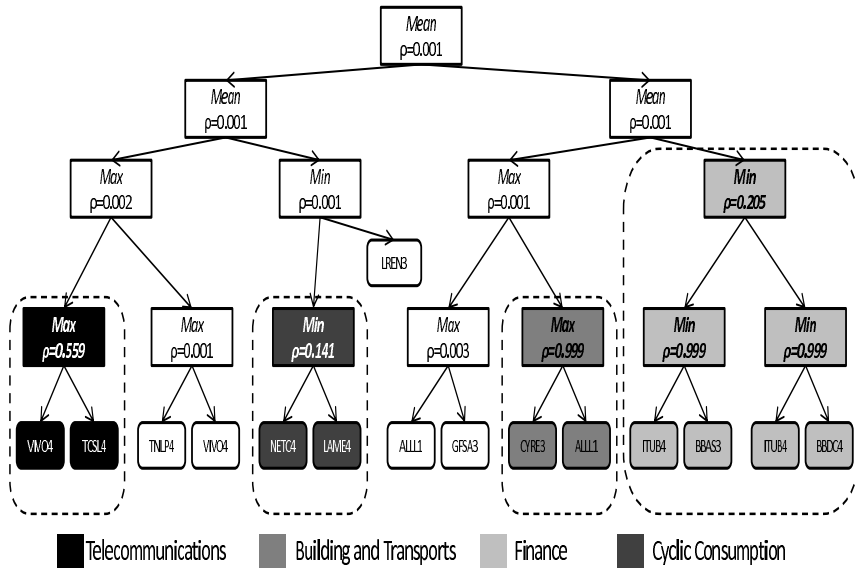 Mean
ρ=0.001
Mean
ρ=0.001
Mean
ρ=0.001
Max
ρ=0.002
Min
ρ=0.001
Max
ρ=0.001
Min
ρ=0.205
LREN3
Max
ρ=0.559
Max
ρ=0.001
Min
ρ=0.141
Max
ρ=0.003
Max
ρ=0.999
Min
ρ=0.999
Min
ρ=0.999
VIVO4
TCSL4
TNLP4
VIVO4
NETC4
LAME4
ALLL1
GFSA3
CYRE3
ALLL1
ITUB4
BBAS3
ITUB4
BBDC4
Telecommunications
Building and Transports
Finance
Cyclic Consumption